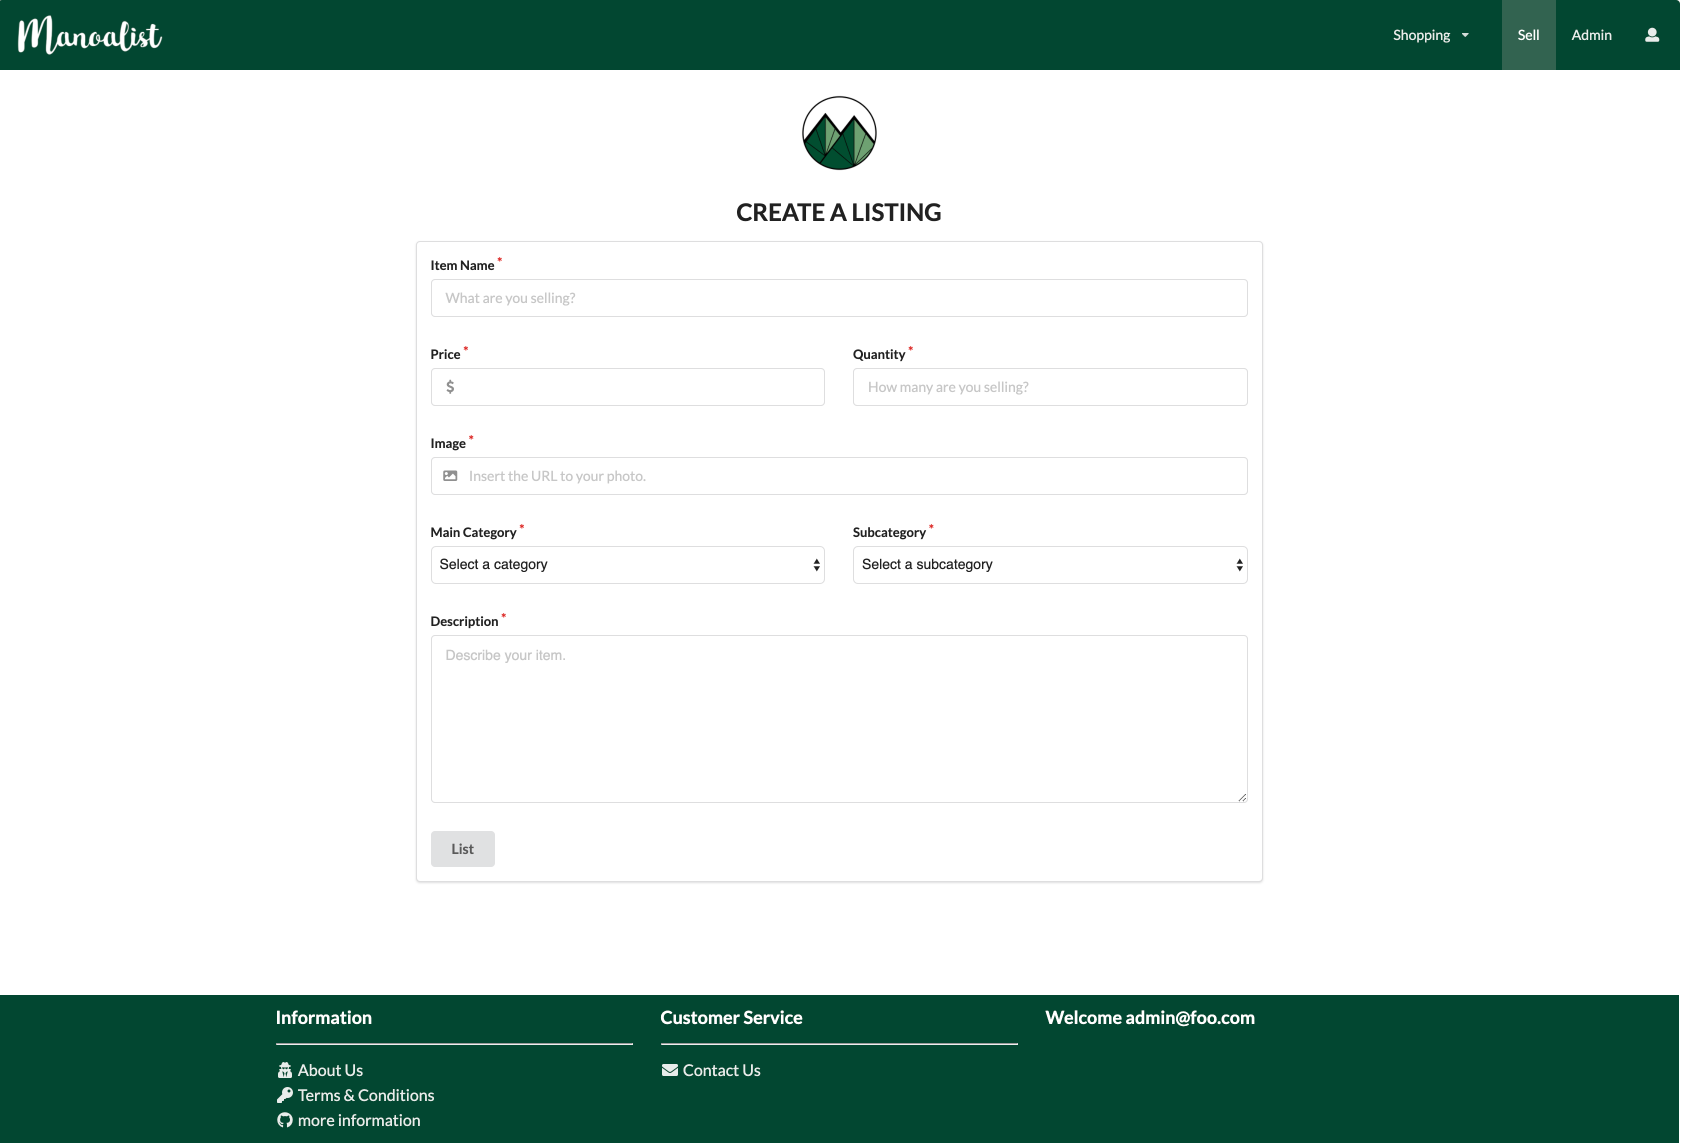 Manoalist
Shopping Sell Admin
CREATE A LISTING
Item Name *
What are you selling?
Price * Quantity *
$ How many are you selling?
Image *
Insert the URL to your photo.
Main Category * Subcategory *
Select a category Select a subcategory
Description *
Describe your item.
List
Information Customer Service Welcome admin@foo.com
About Us Contact Us
Terms & Conditions
more information